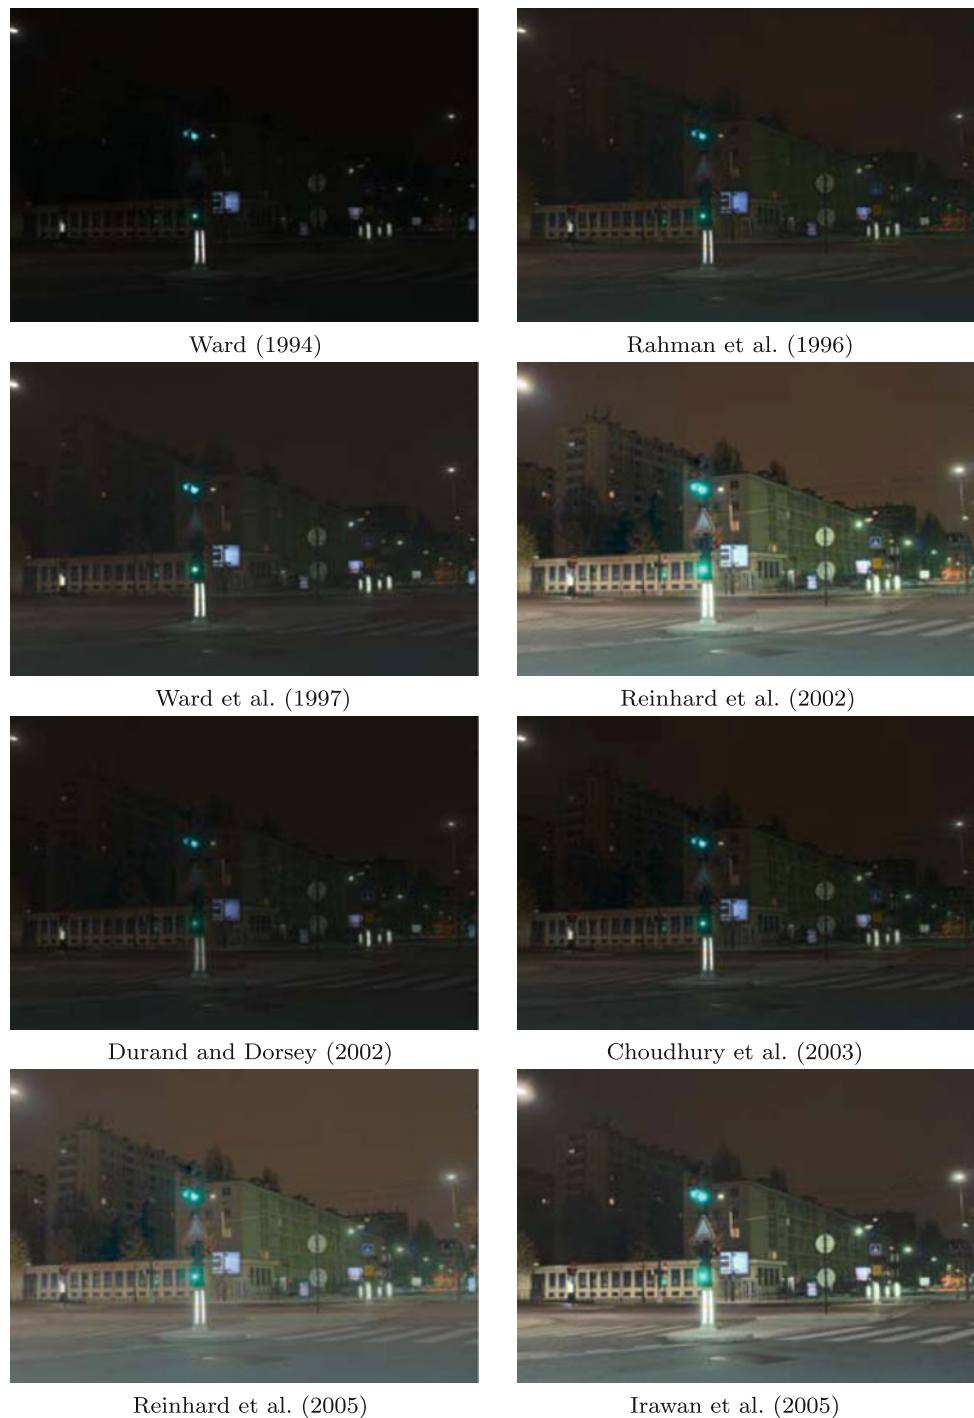 Ward (1994)
Rahman et al. (1996)
Ward et al. (1997)
Reinhard et al. (2002)
Durand and Dorsey (2002)
Choudhury et al. (2003)
Reinhard et al. (2005)
Irawan et al. (2005)